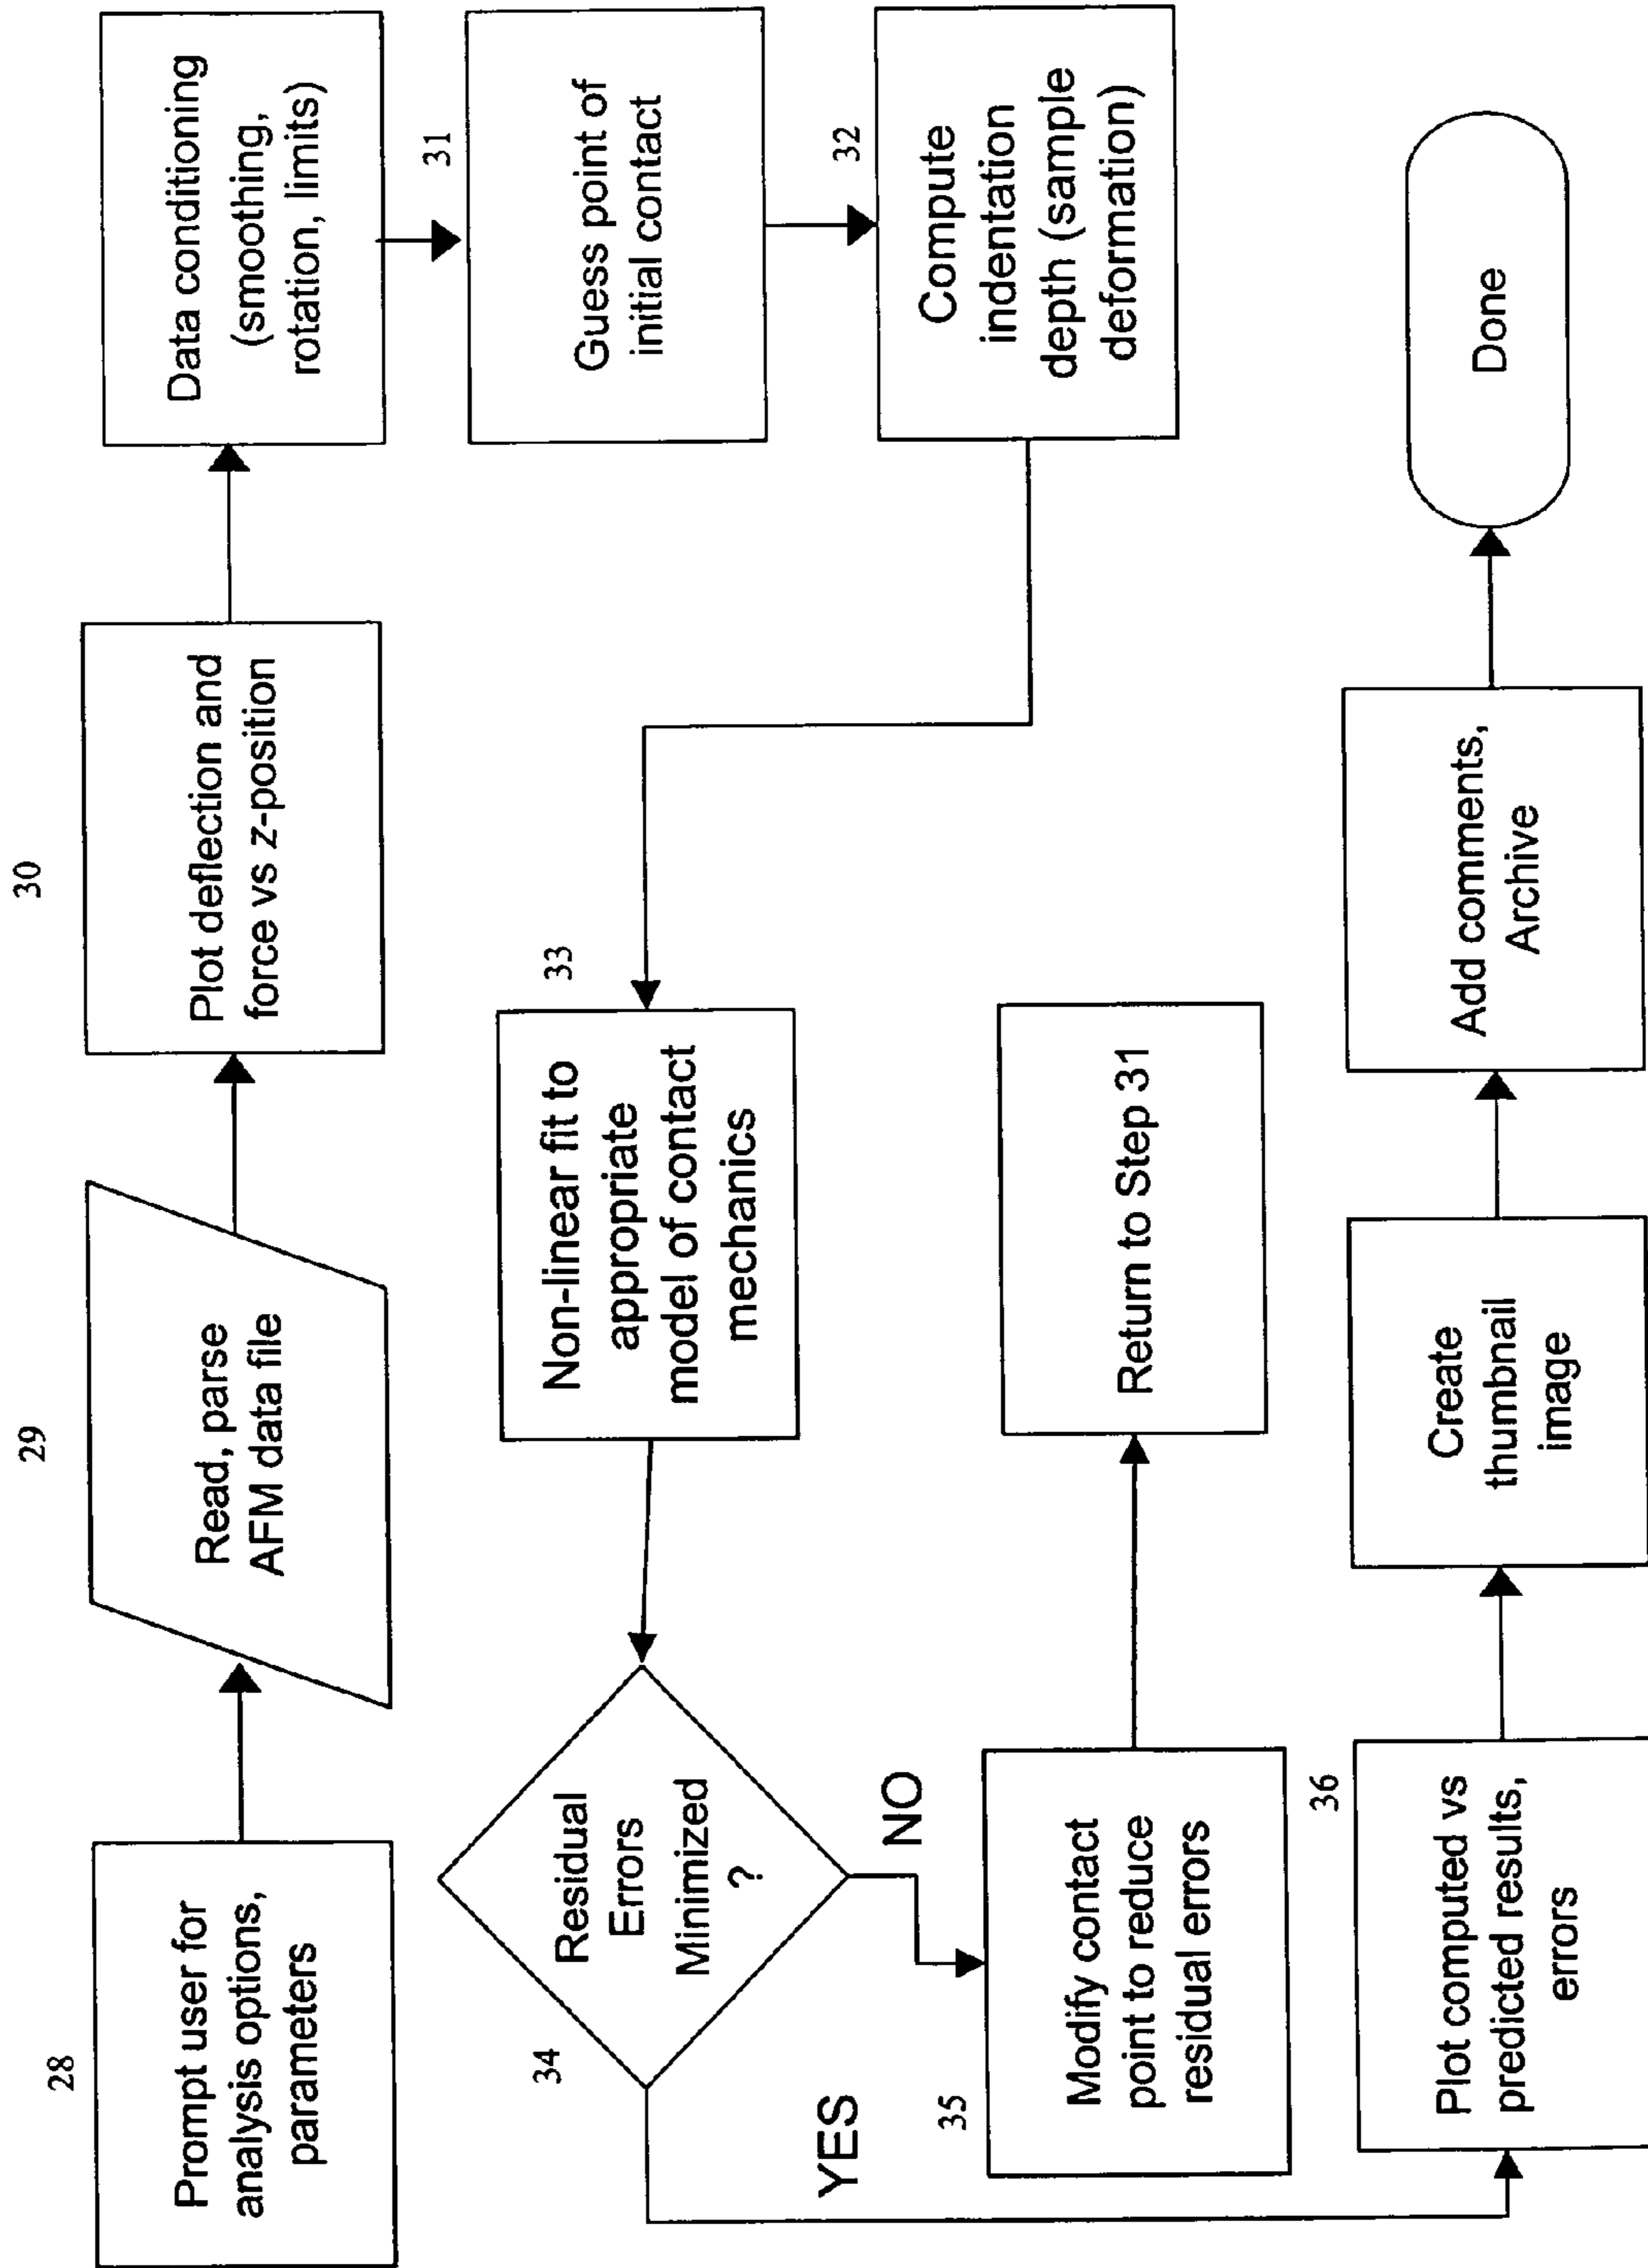 28
Prompt user for
analysis options,
parameters
29
Read, parse
AFM data file
30
Plot deflection and
force vs z-position
Data conditioning
(smoothing,
rotation, limits)
31
Guess point of
initial contact
32
Compute
indentation
depth (sample
deformation)
33
Non-linear fit to
appropriate
model of contact
mechanics
34
Residual
Errors
Minimized
?
YES
NO
35
Modify contact
point to reduce
residual errors
Return to Step 31
36
Plot computed vs
predicted results,
errors
Create
thumbnail
image
Add comments,
Archive
Done